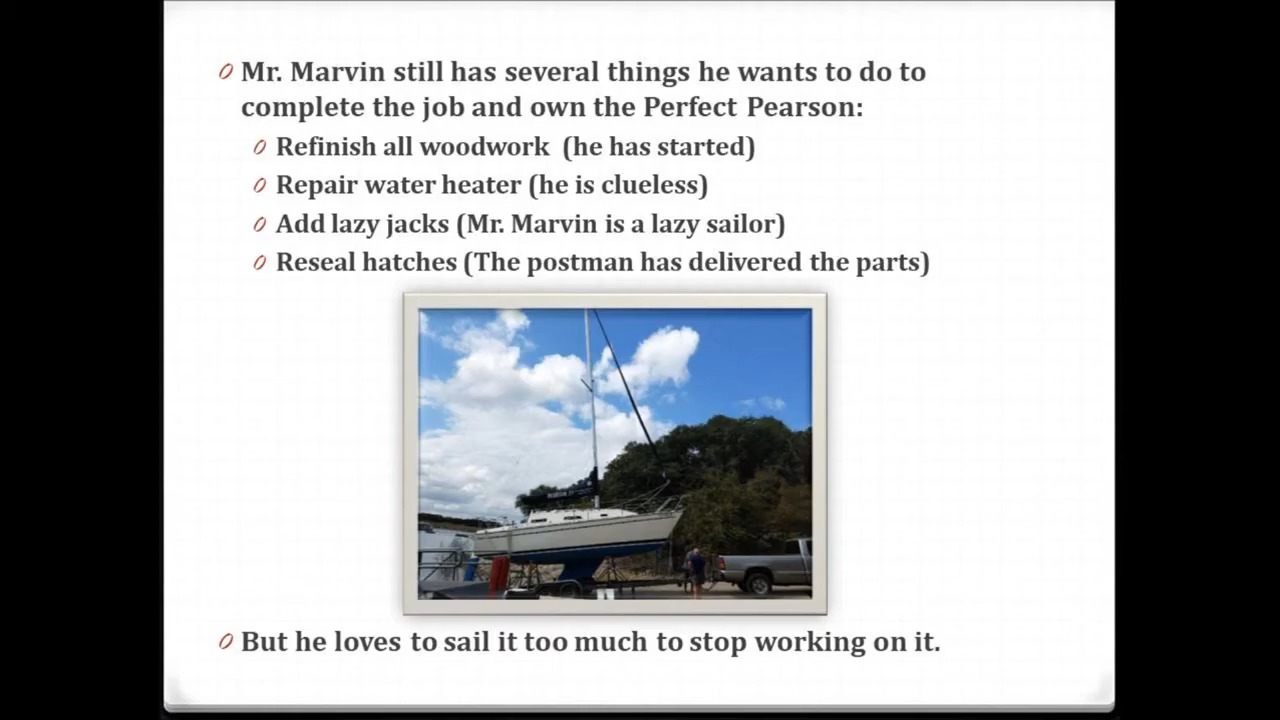 Mr. Marvin still has several things he wants to do to
complete the job and own the Perfect Pearson:
Refinish all woodwork (he has started)
Repair water heater (he is clueless)
Add lazy jacks (Mr. Marvin is a lazy sailor)
Reseal hatches (The postman has delivered the parts)
But he loves to sail it too much to stop working on it.